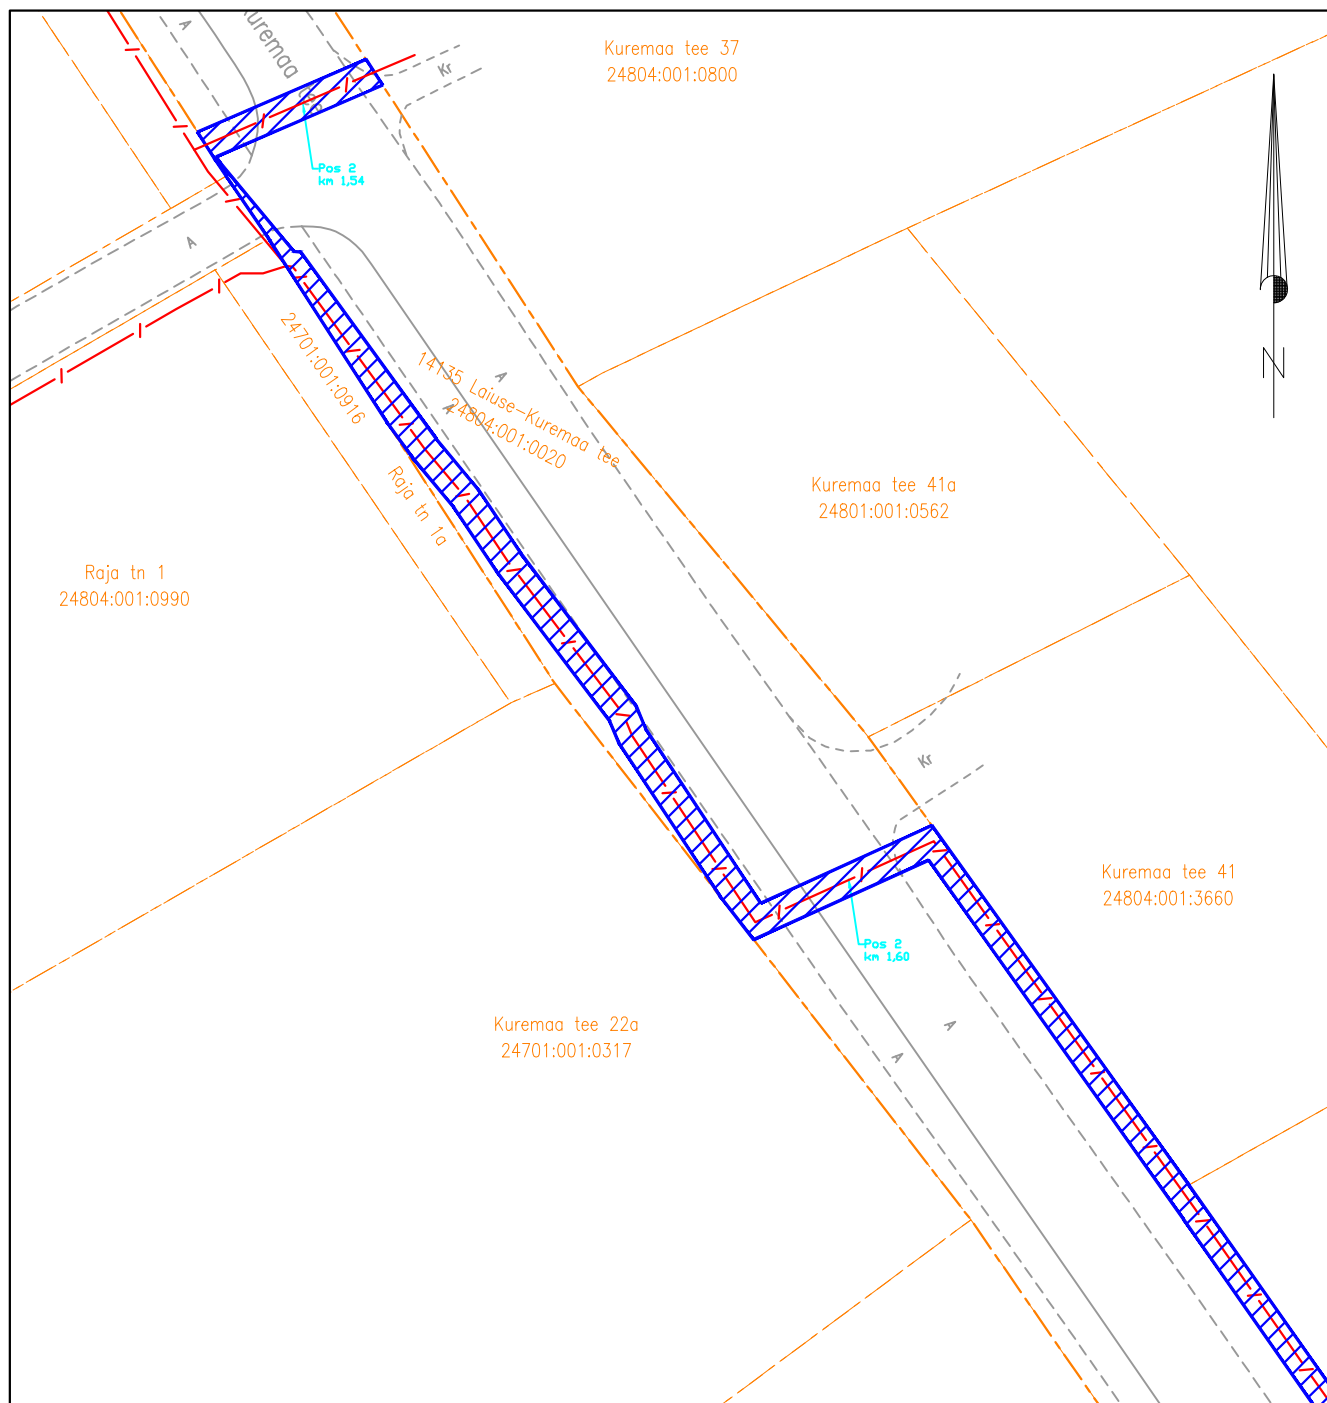 Kuremaa tee 37
24804:001:0800
A
Kuremaa
Kr
Pos 2
km 1,54
A
24701:001:0916
14135 Laiuse-Kuremaa tee
24804:001:0020
A
A
N
Raja tn 1a
Kuremaa tee 41a
24801:001:0562
Raja tn 1
24804:001:0990
Kr
Kuremaa tee 41
24804:001:3660
Pos 2
km 1,60
Kuremaa tee 22a
24701:001:0317
A
A